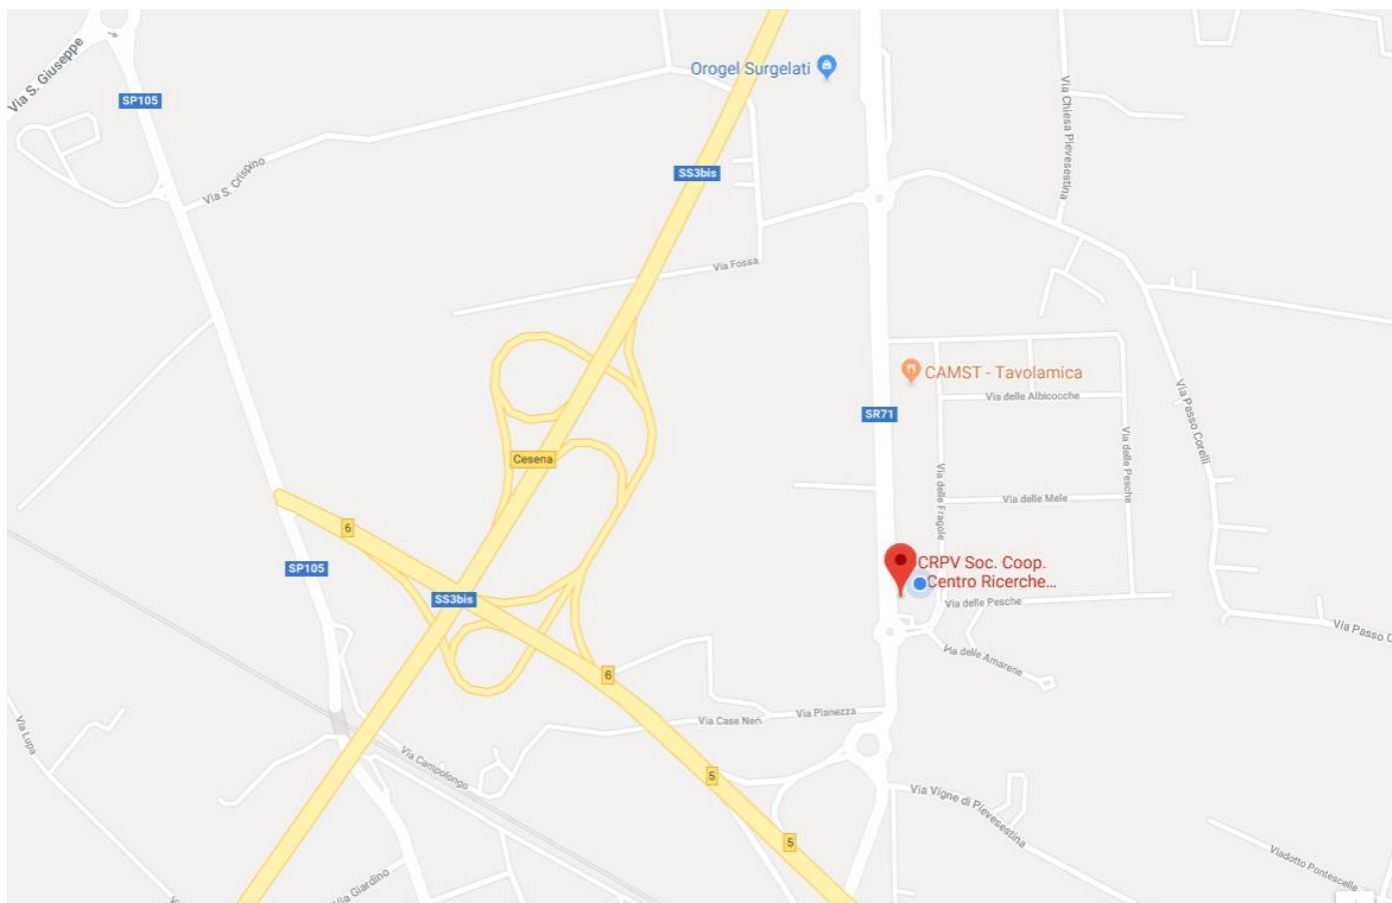 Orogel Surgelati
Via S. Giuseppe
SP105
Via Chiesa Pievesestina
Via S. Crispino
SS3bis
Via Fossa
CAMST - Tavolamica
Via delle Albicocche
SR71
Via Passo Corelli
Via delle Pesche
Cesena
Via delle Fragole
Via delle Mele
6
SP105
CRPV Soc. Coop.
Centro Ricerche...
SS3bis
Via delle Pesche
Via Passo C
Via delle Amarene
6
Via Pianezza
Via Case Neri
Via Lupa
Via Campolongo
5
Via Vigne di Pievesestina
5
Viadotto Pontescelle
Via Giardino